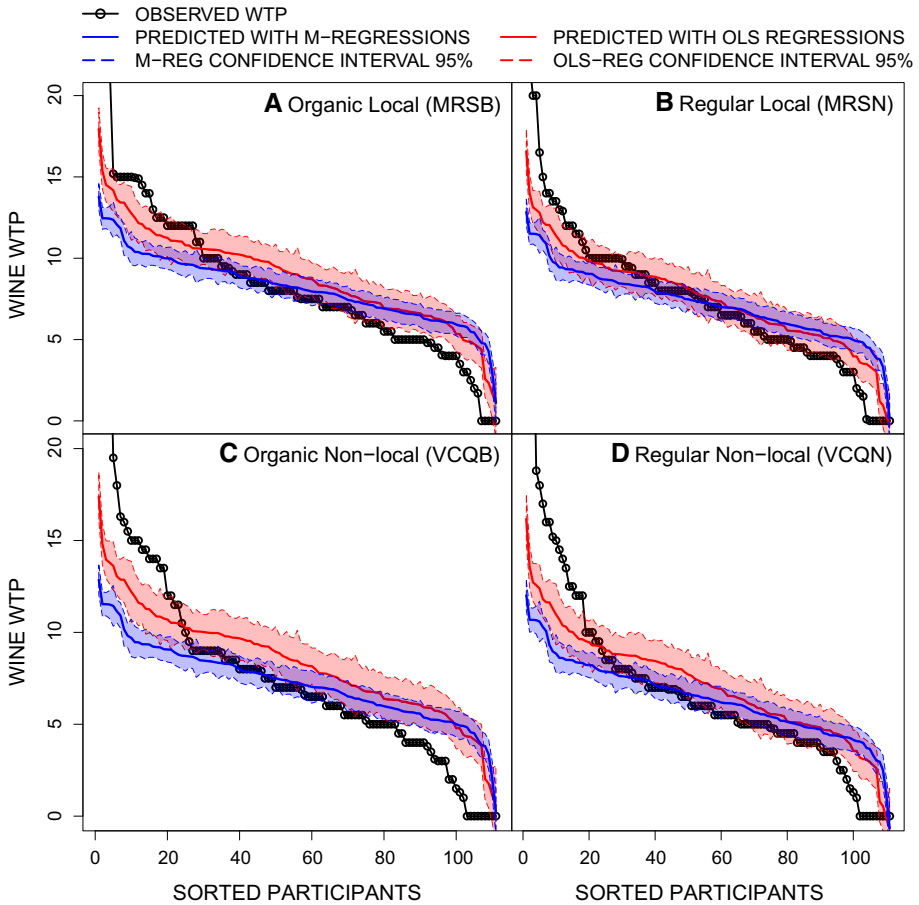 OBSERVED WTP
PREDICTED WITH M−REGRESSIONS
PREDICTED WITH OLS REGRESSIONS
M−REG CONFIDENCE INTERVAL 95%
OLS−REG CONFIDENCE INTERVAL 95%
A Organic Local (MRSB)
B Regular Local (MRSN)
20
15
10
5
0
WINE WTP
C Organic Non−local (VCQB)
D Regular Non−local (VCQN)
20
15
10
5
0
WINE WTP
0 20 40 60 80 100
0 20 40 60 80 100
SORTED PARTICIPANTS
SORTED PARTICIPANTS